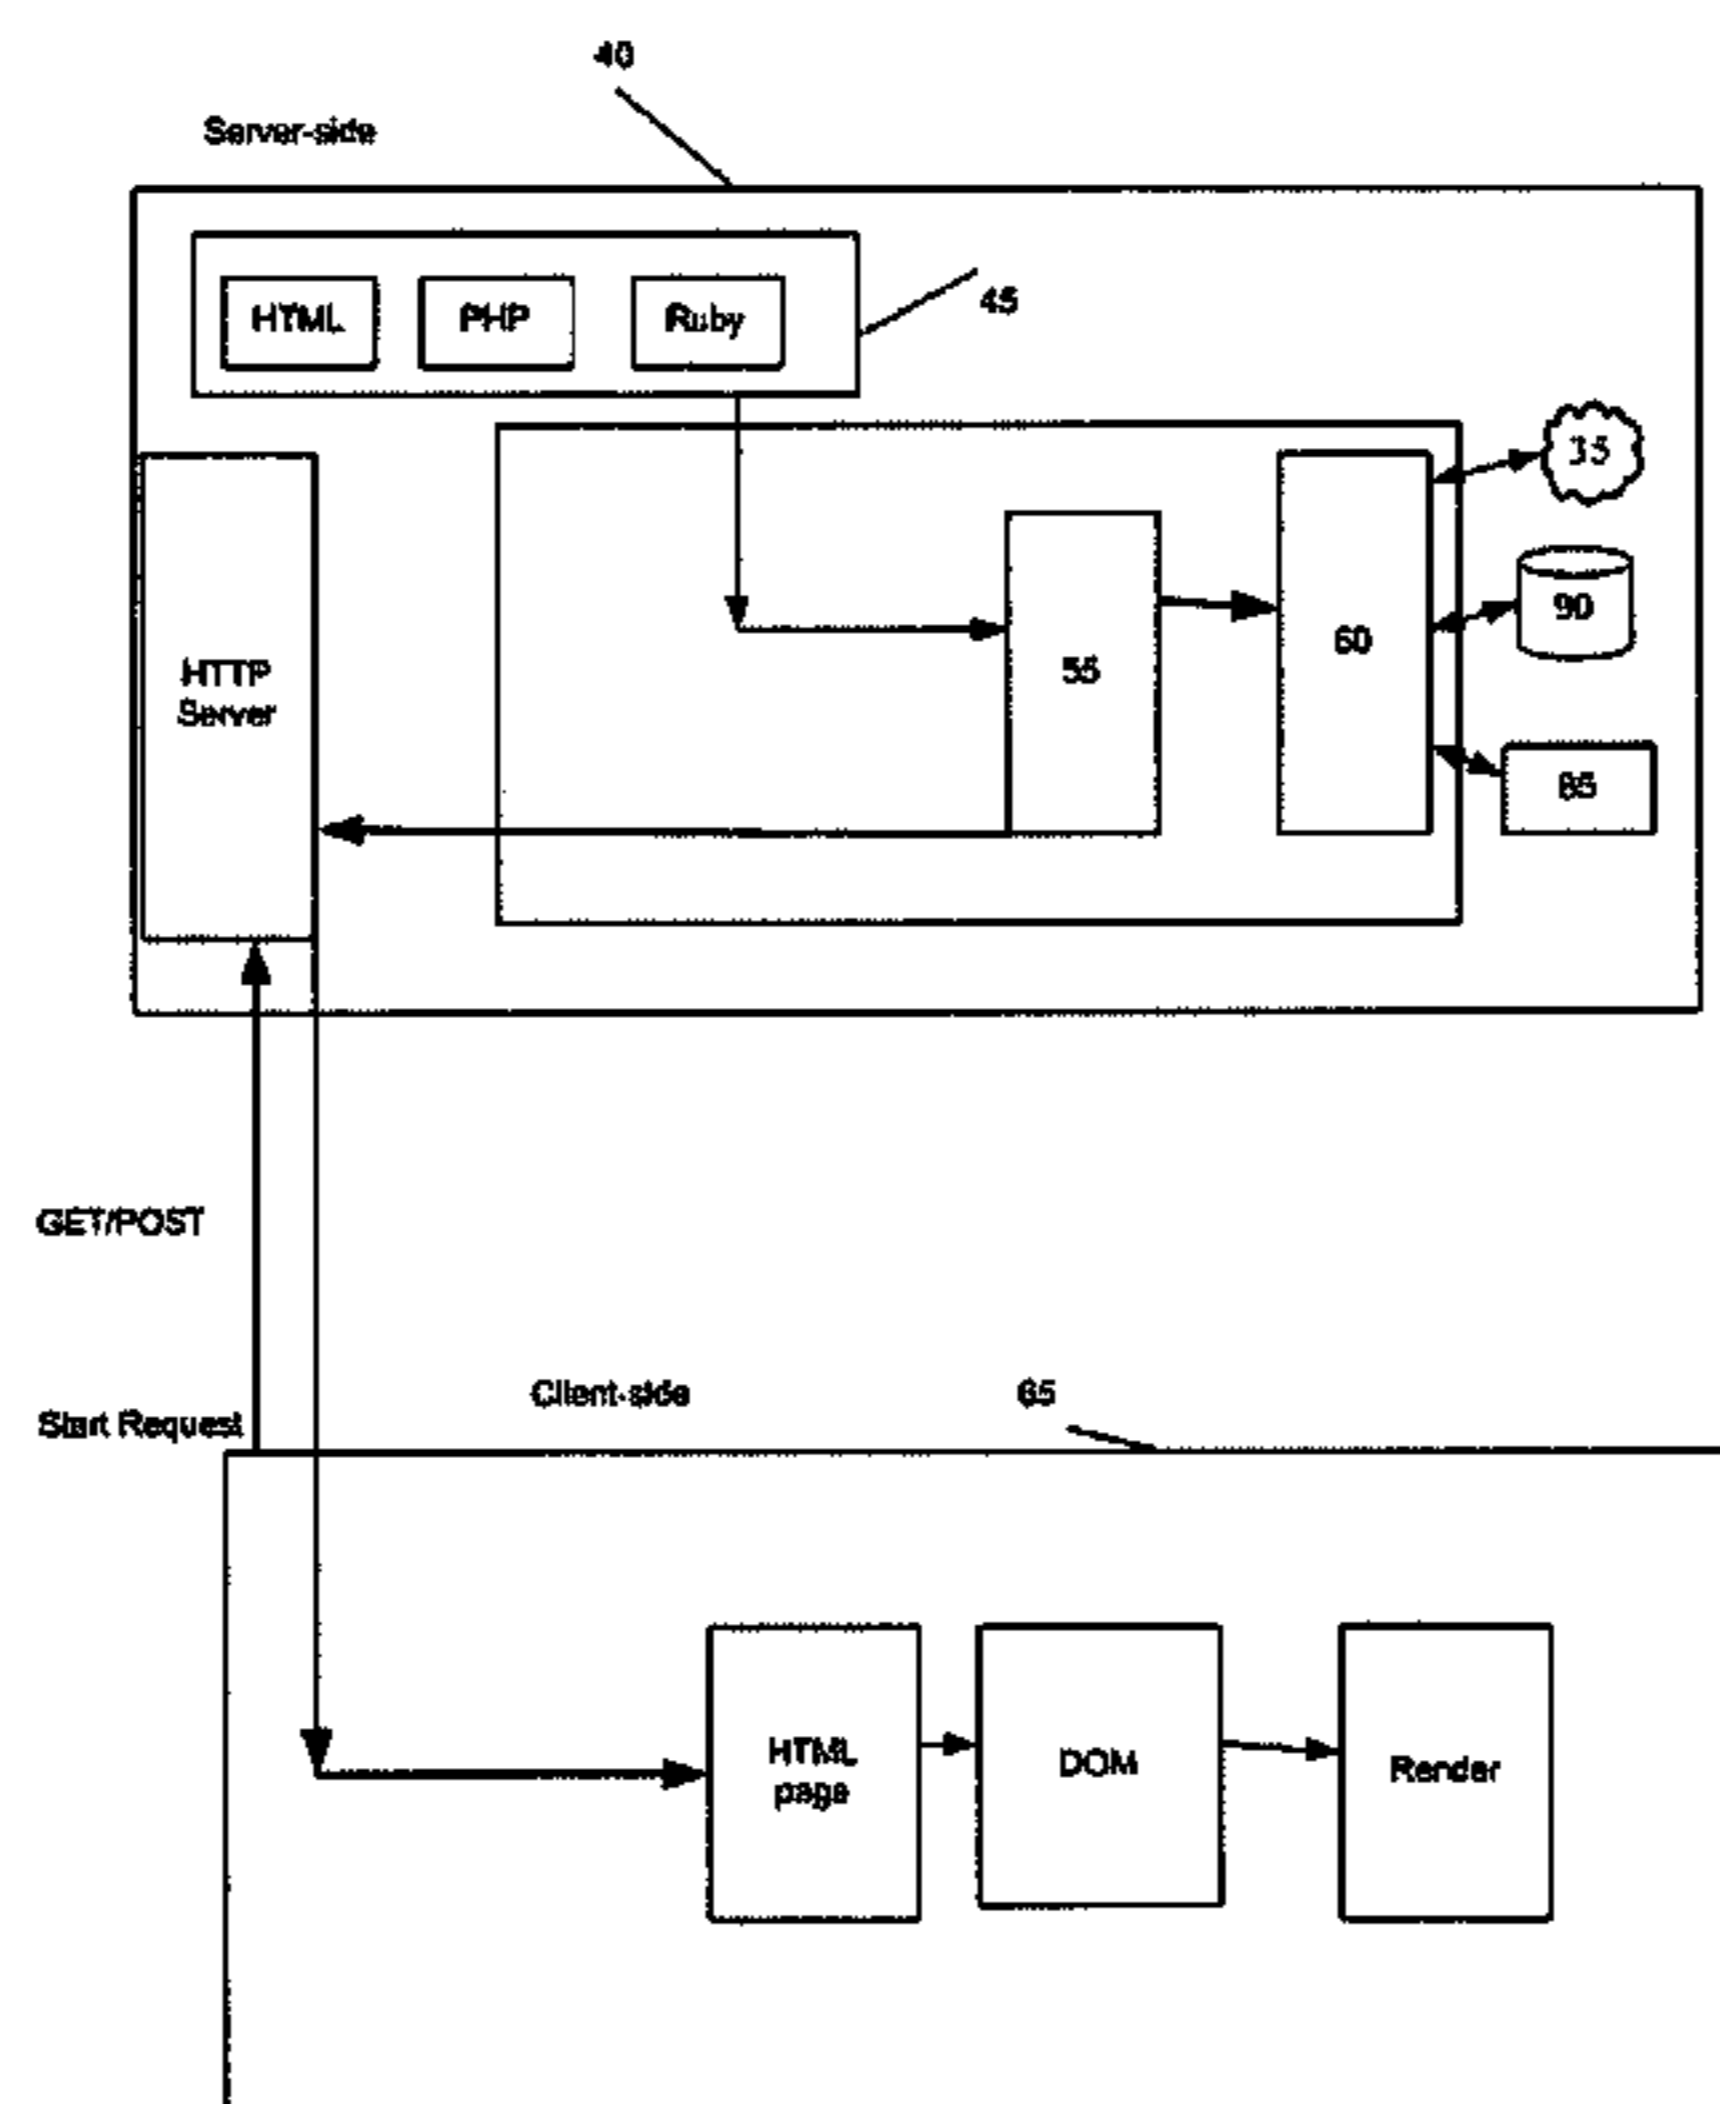 40
Server-side
HTML
PHP
Ruby
45
35
90
60
55
HTTP
Server
85
GET/POST
Client-side
65
Start Request
HTML
page
DOM
Render